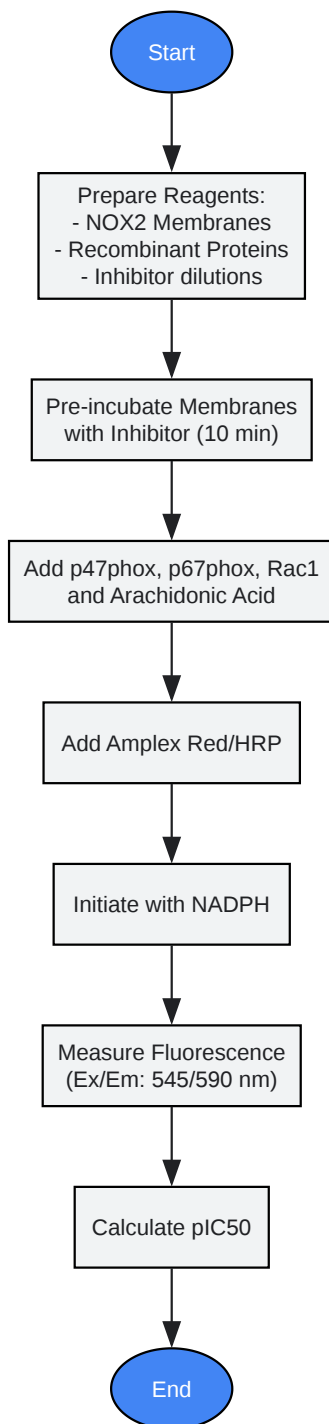 Start
Prepare Reagents:
- NOX2 Membranes
- Recombinant Proteins
- Inhibitor dilutions
Pre-incubate Membranes
with Inhibitor (10 min)
Add p47phox, p67phox, Rac1
and Arachidonic Acid
Add Amplex Red/HRP
Initiate with NADPH
Measure Fluorescence
(Ex/Em: 545/590 nm)
Calculate pIC50
End